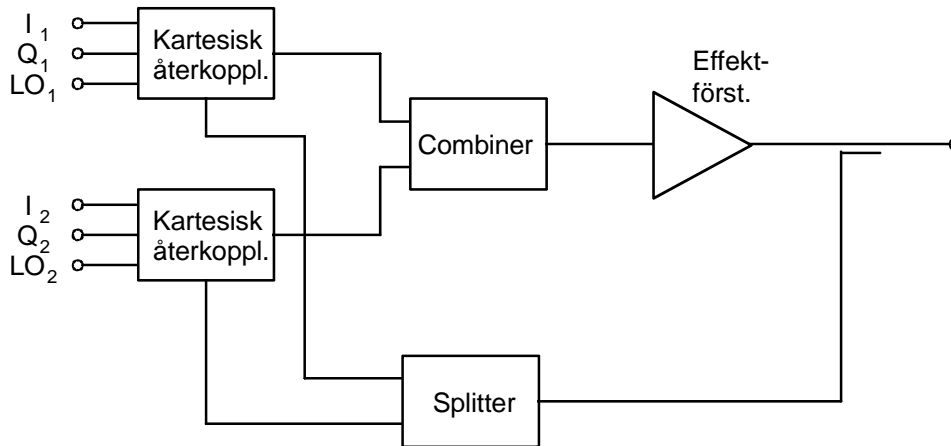 I1
Q1
LO1
Kartesisk
återkoppl.
Effekt-
först.
Combiner
I2
Q2
LO2
Kartesisk
återkoppl.
Splitter